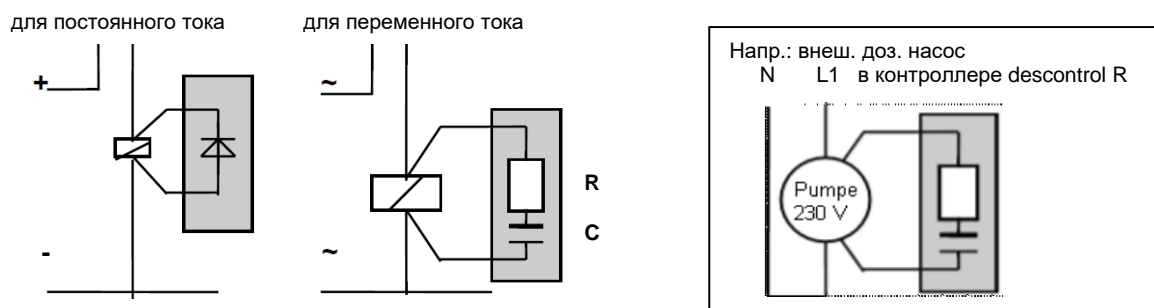 для постоянного тока
+
-
для переменного тока
~
R
C
~
Напр.: внеш. доз. насос
N L1 в контроллере descontrol R
Pumpe
230 V